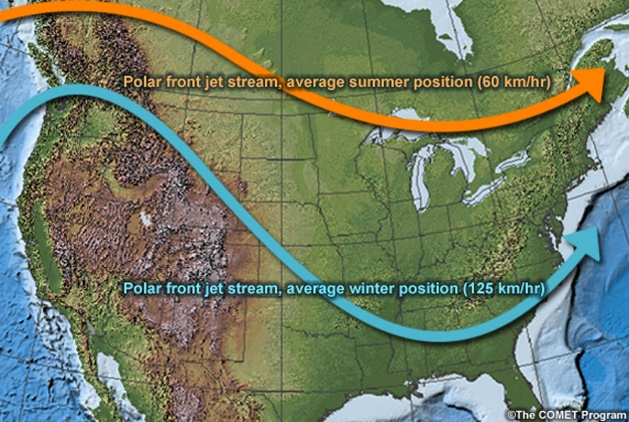 Polar front jet stream, average summer position (60 km/hr)
Polar front jet stream, average winter position (125 km/hr)
©The COMET Program